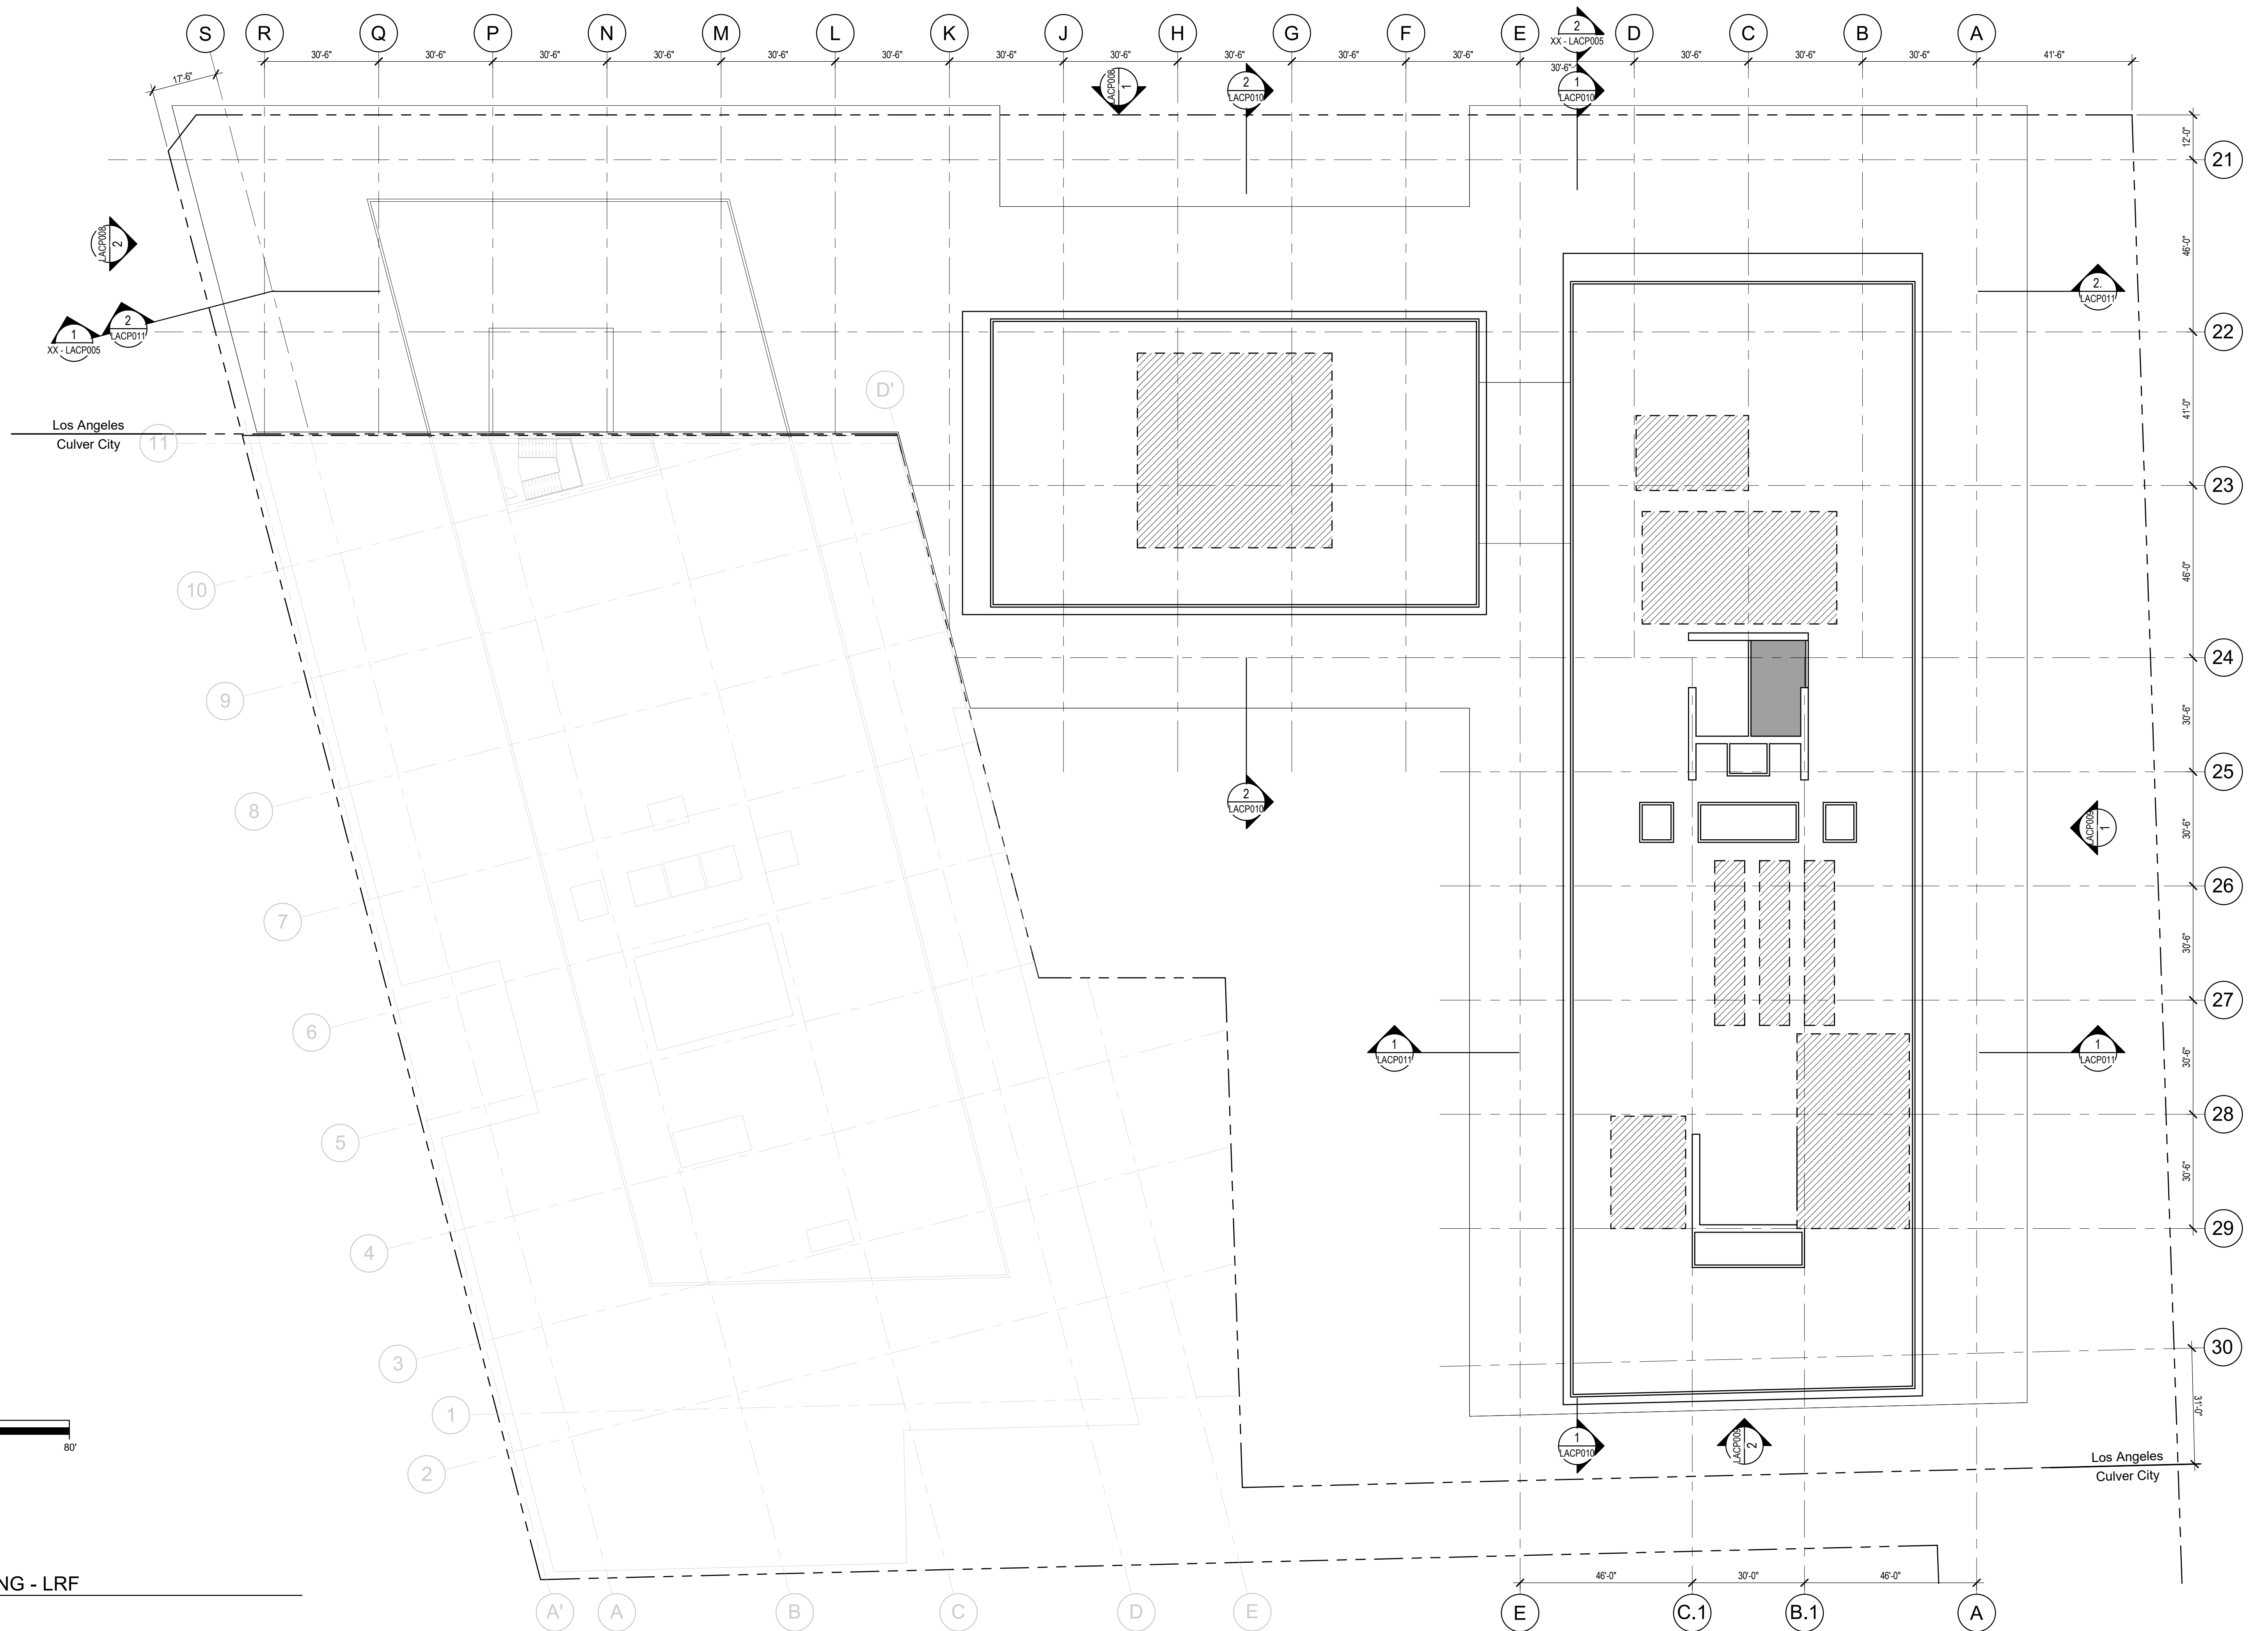 S R Q P N M L K J H G F E D C B A
2
XX - LACP005
17'-6"
30'-6" 30'-6" 30'-6" 30'-6" 30'-6" 30'-6" 30'-6" 30'-6" 30'-6" 30'-6" 30'-6" 30'-6" 30'-6" 30'-6" 30'-6" 41'-6"
LACP008
1
2
LACP010
1
LACP010
12'-0"
21
LACP008
2
46'-0"
2.
LACP011
2
LACP011
1
XX - LACP005
22
D'
41'-0"
Los Angeles
Culver City
11
23
46'-0"
10
24
9
30'-6"
25
8
2
LACP010
30'-6"
LACP009
1
26
7
30'-6"
27
6
1
LACP011
1
LACP011
30'-6"
28
5
30'-6"
29
4
30
3
31'-0"
1
80'
1
LACP010
LACP009
2
Los Angeles
Culver City
2
NG - LRF
46'-0" 30'-0" 46'-0"
A' A B C D E E C.1 B.1 A